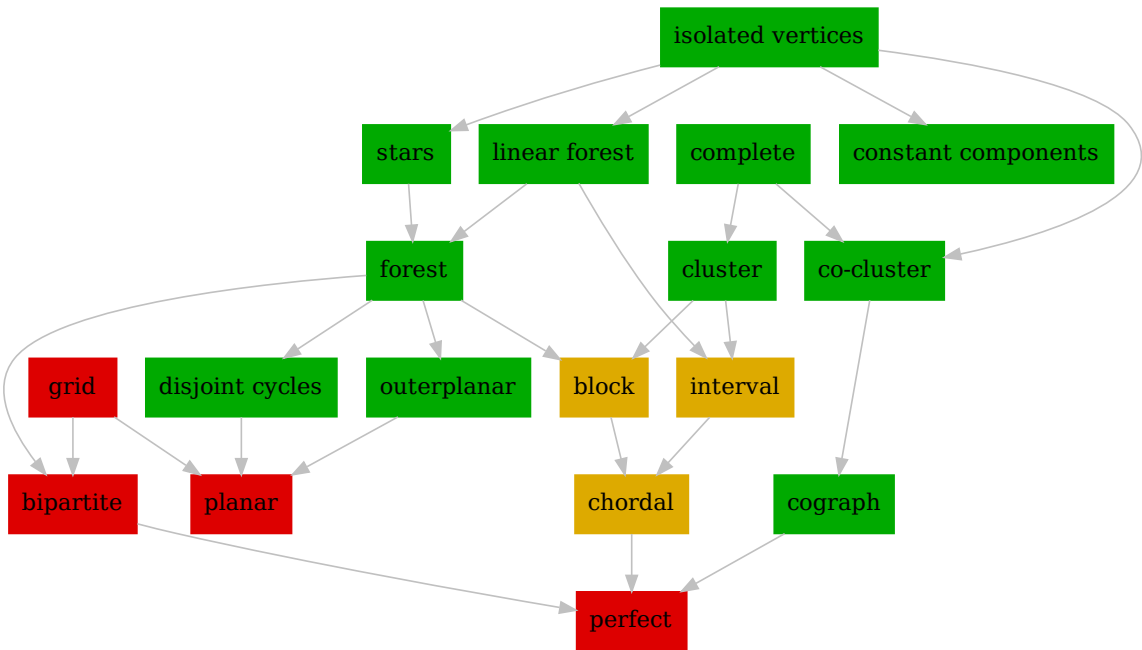 isolated vertices
stars
linear forest
complete
constant components
forest
cluster
co-cluster
grid
disjoint cycles
outerplanar
block
interval
bipartite
planar
chordal
cograph
perfect